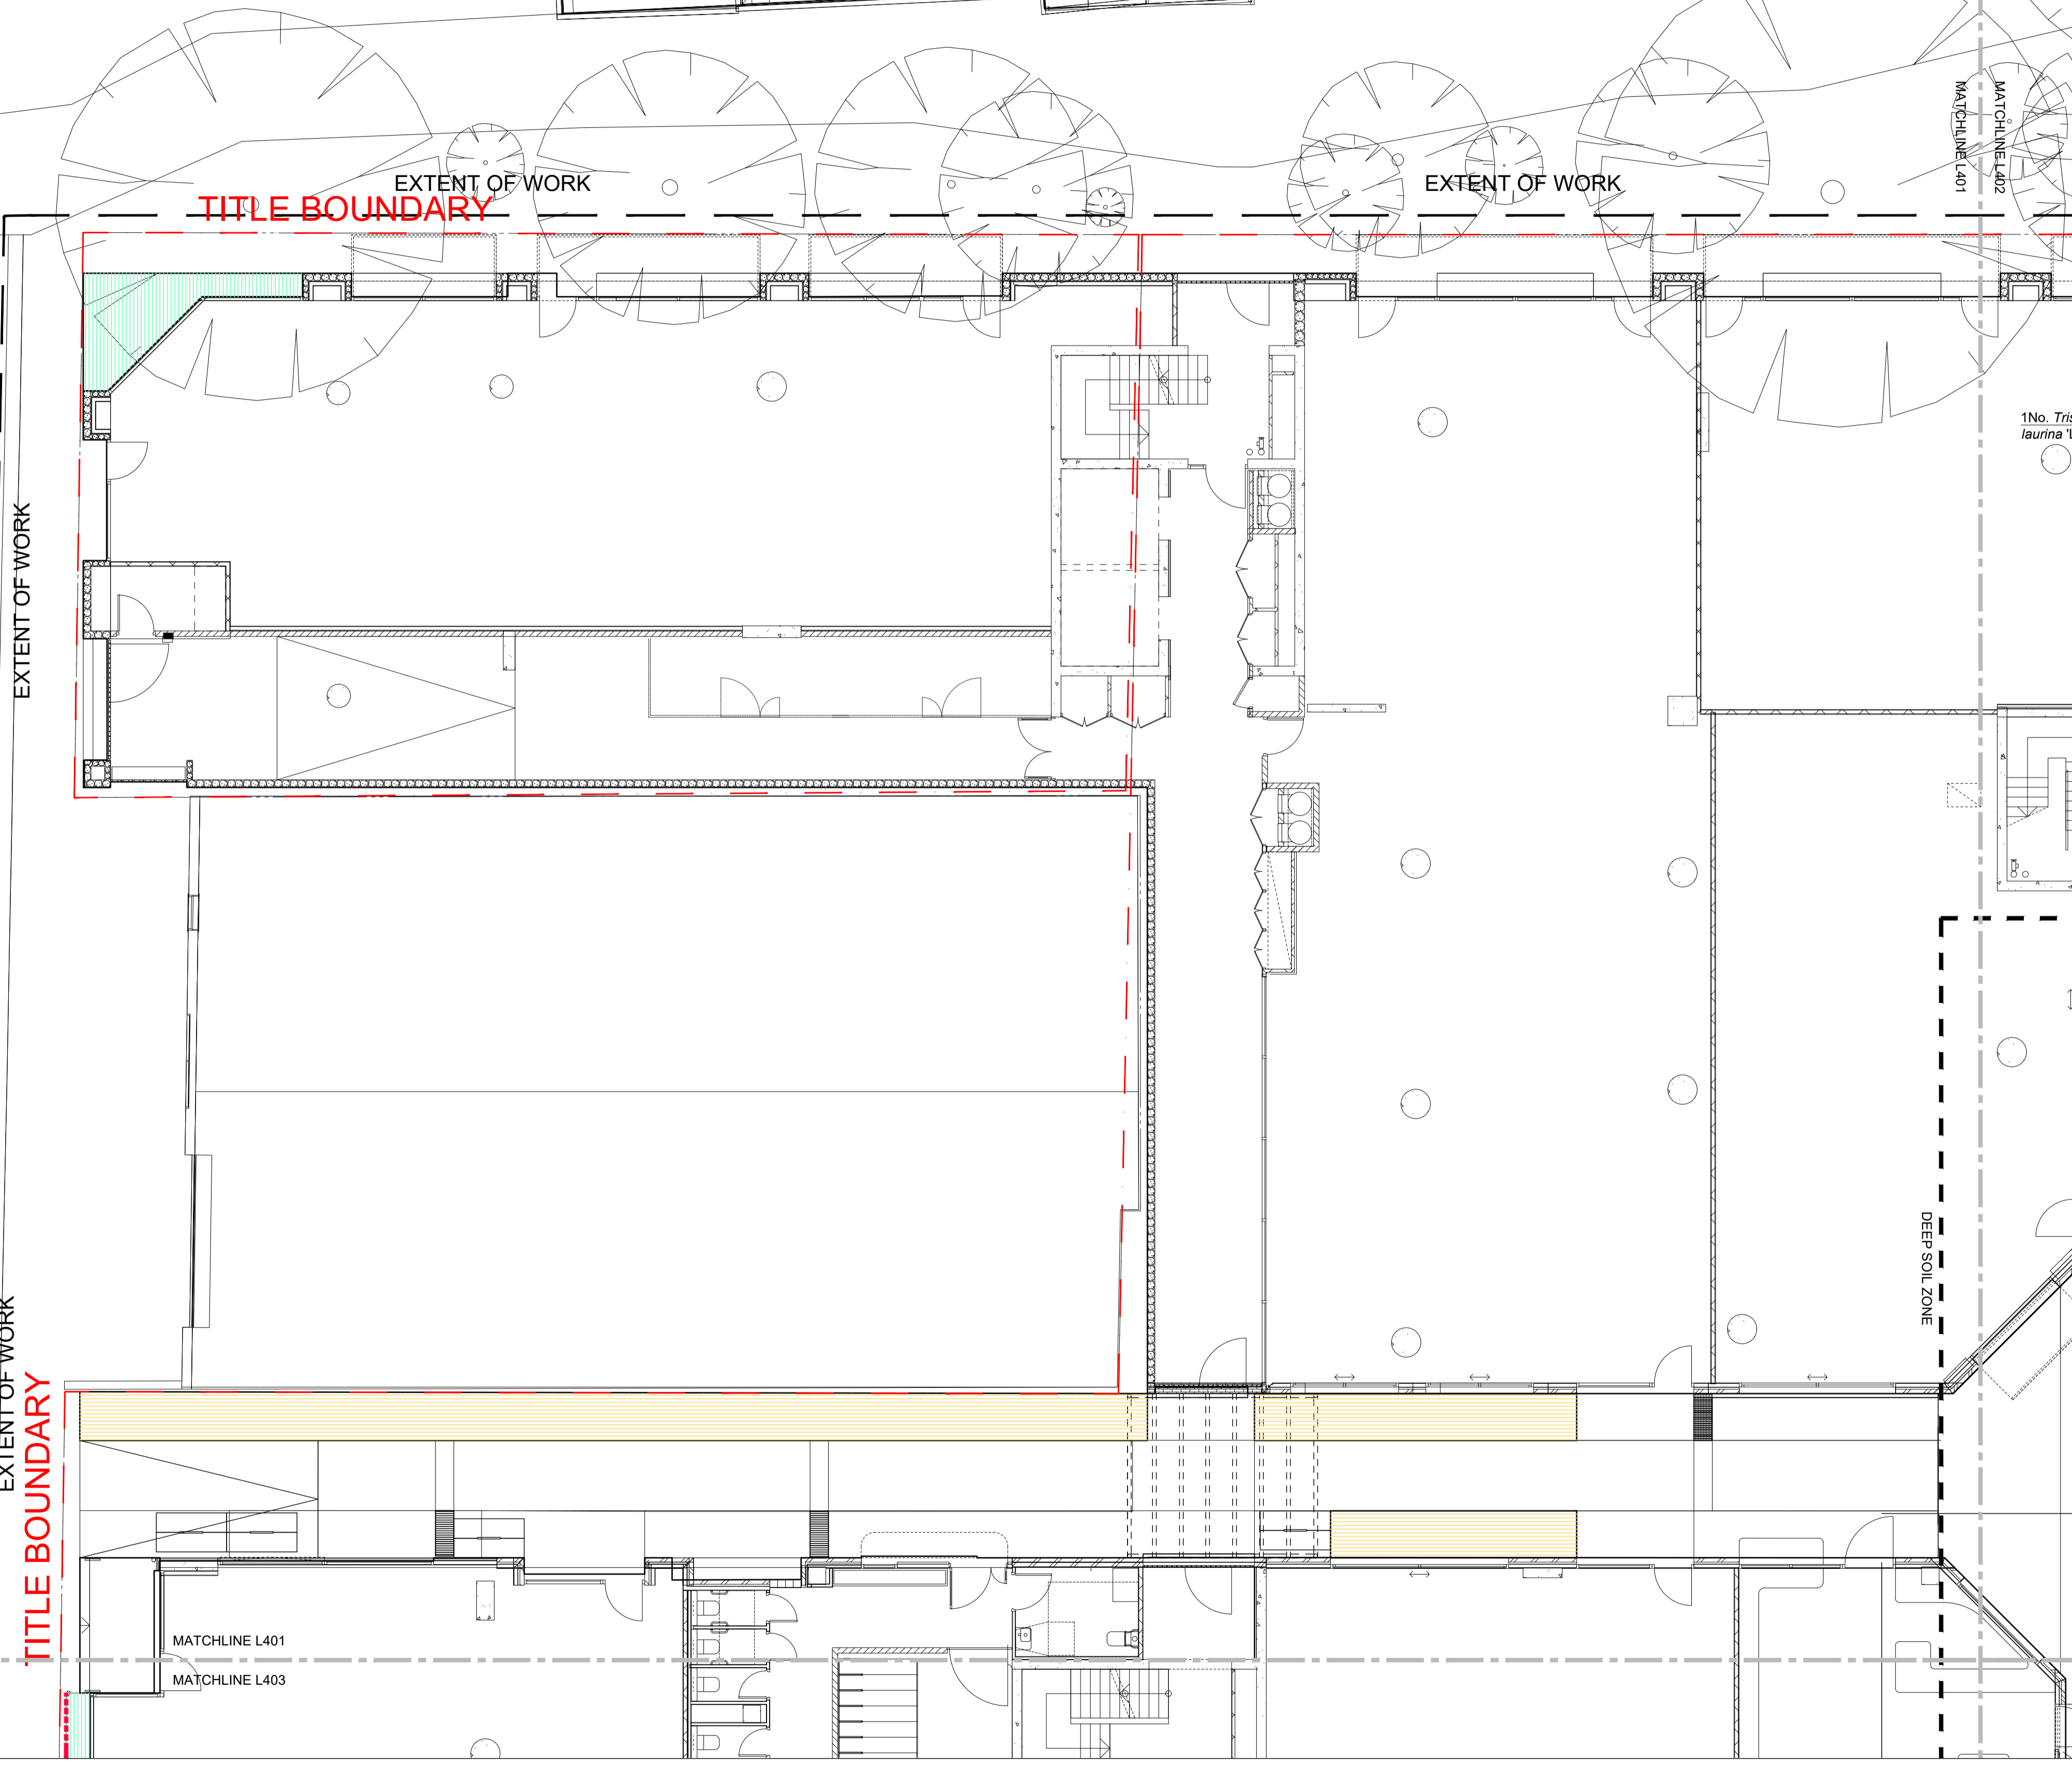 EXTENT OF WORK
EXTENT OF WORK
TITLE BOUNDARY
MATCHLINE L401
MATCHLINE L402
1No.
laurina
EXTENT OF WORK
DEEP SOIL ZONE
EXTENT OF WORK
TITLE BOUNDARY
MATCHLINE L401
MATCHLINE L403